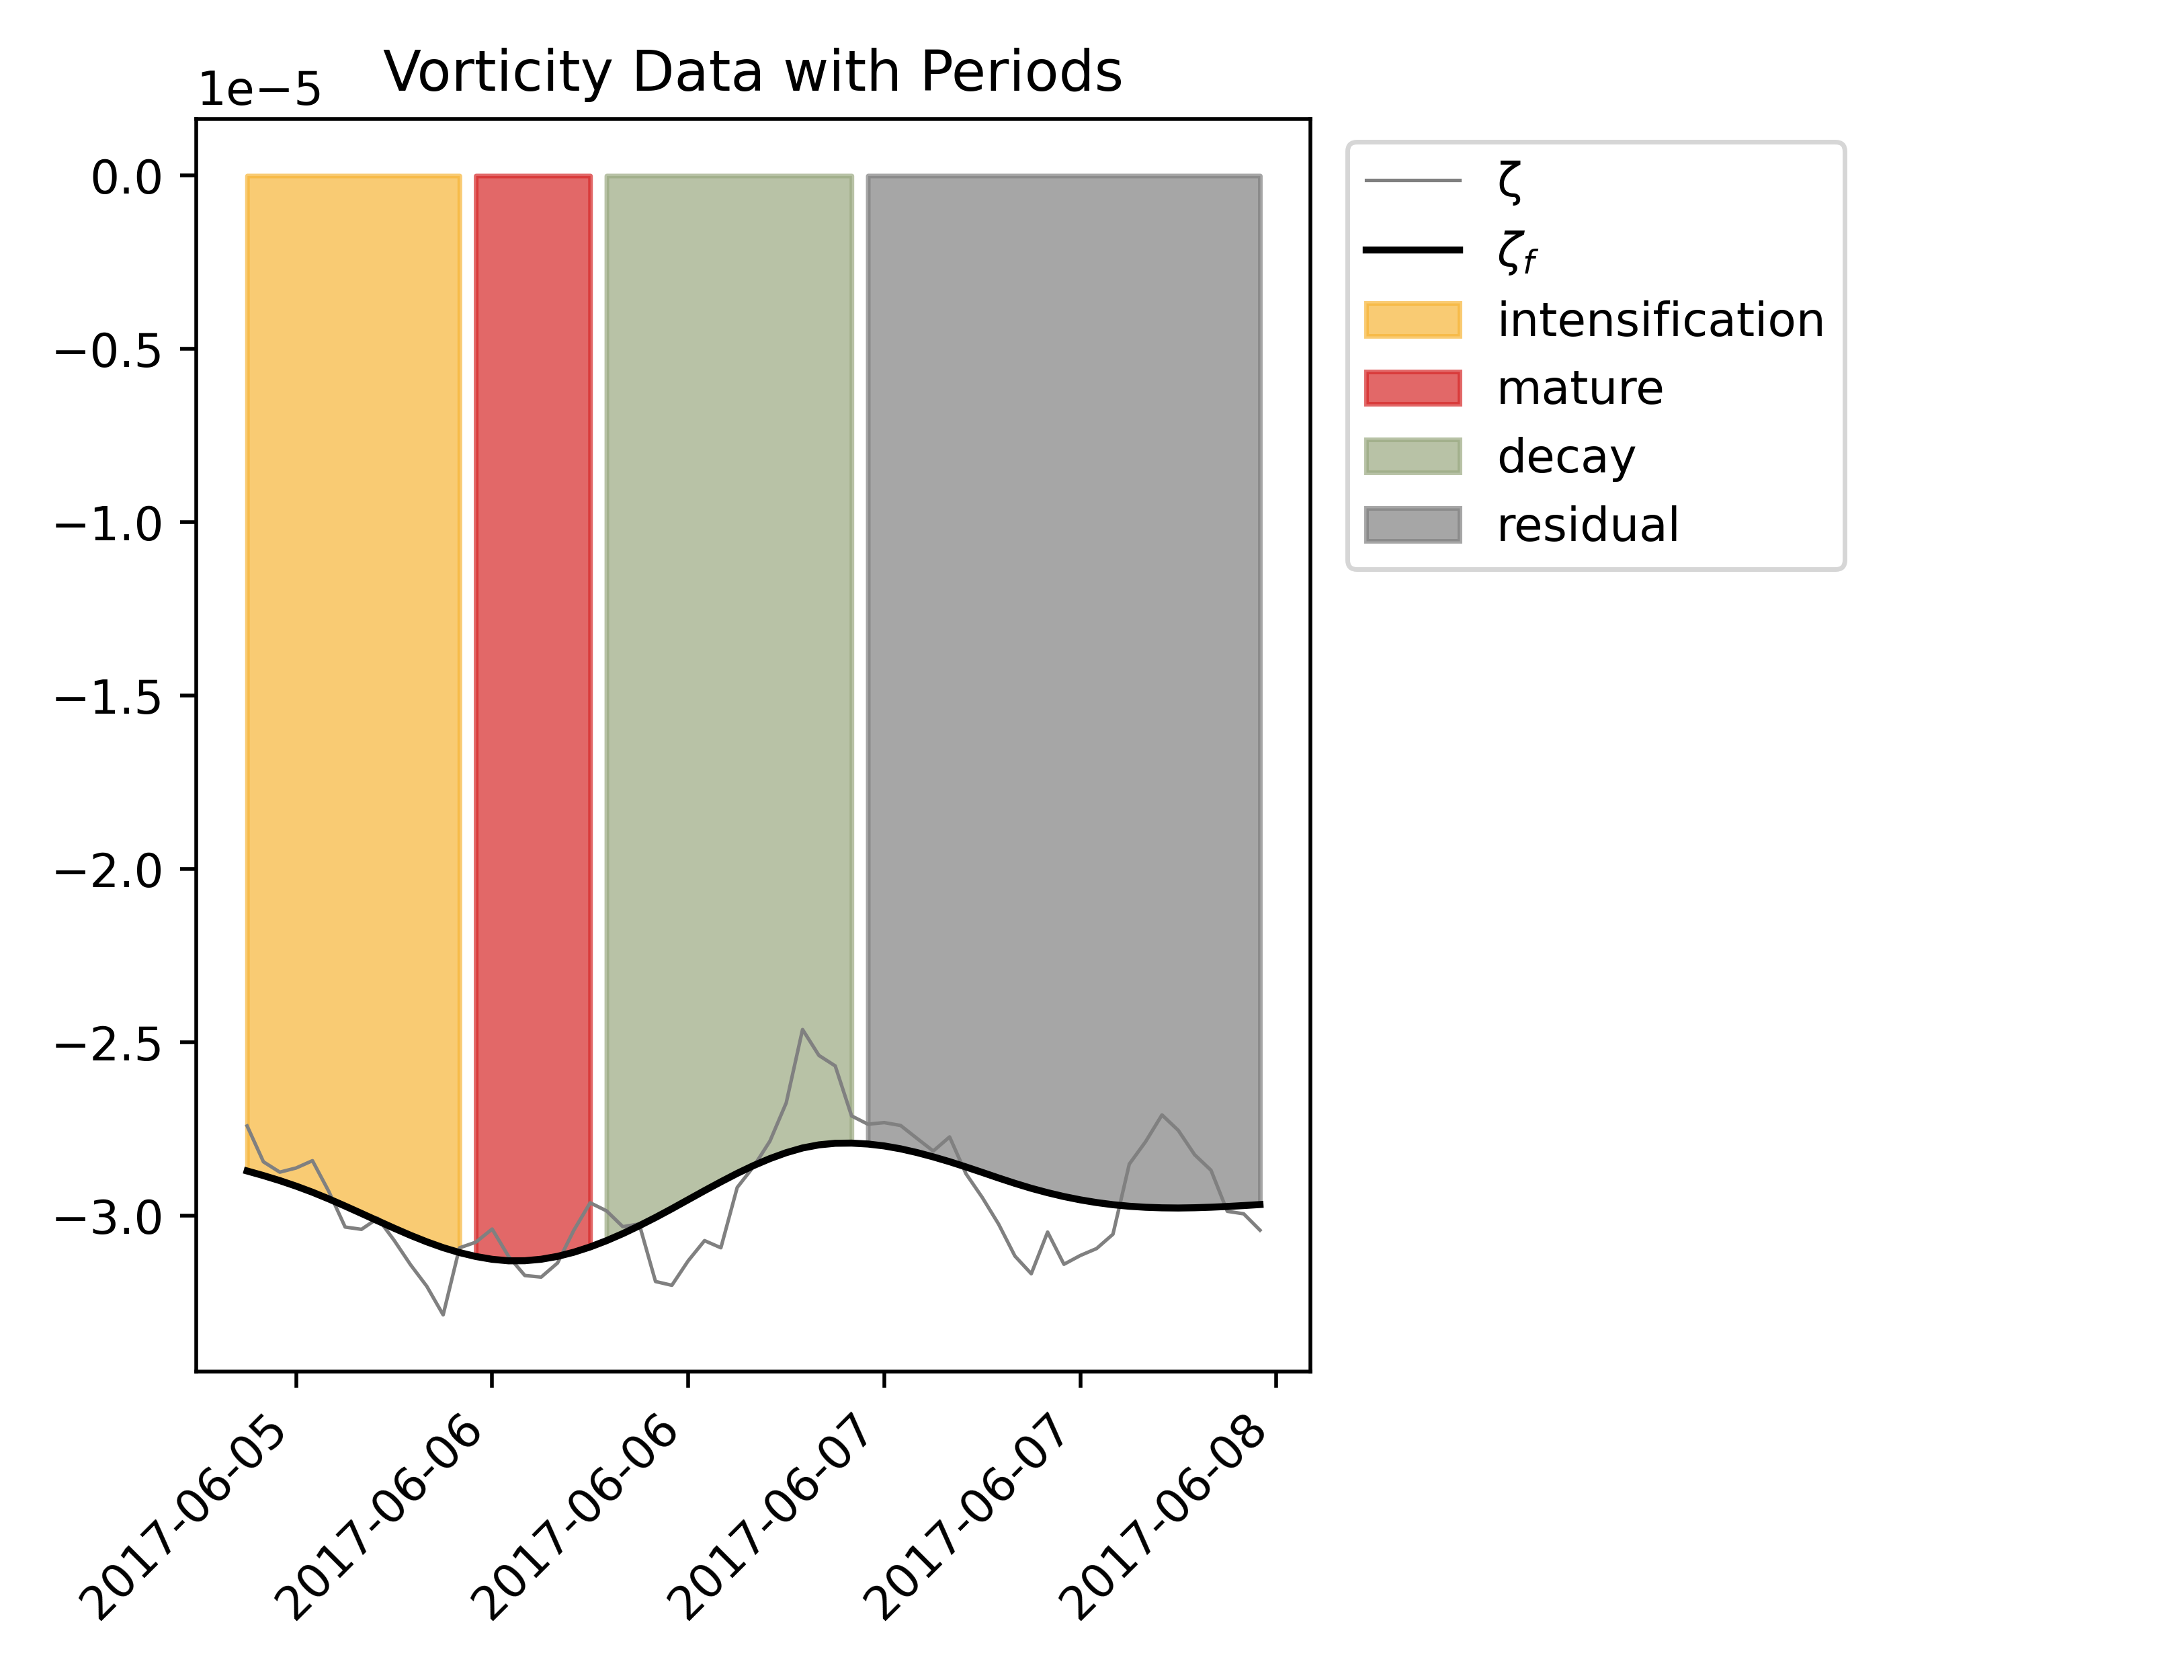 Vorticity Data with Periods
1e−5
0.0
−0.5
−1.0
−1.5
−2.0
−2.5
−3.0
2017-06-05
2017-06-06
2017-06-06
2017-06-07
2017-06-07
2017-06-08
ζ
ζf
intensification
mature
decay
residual